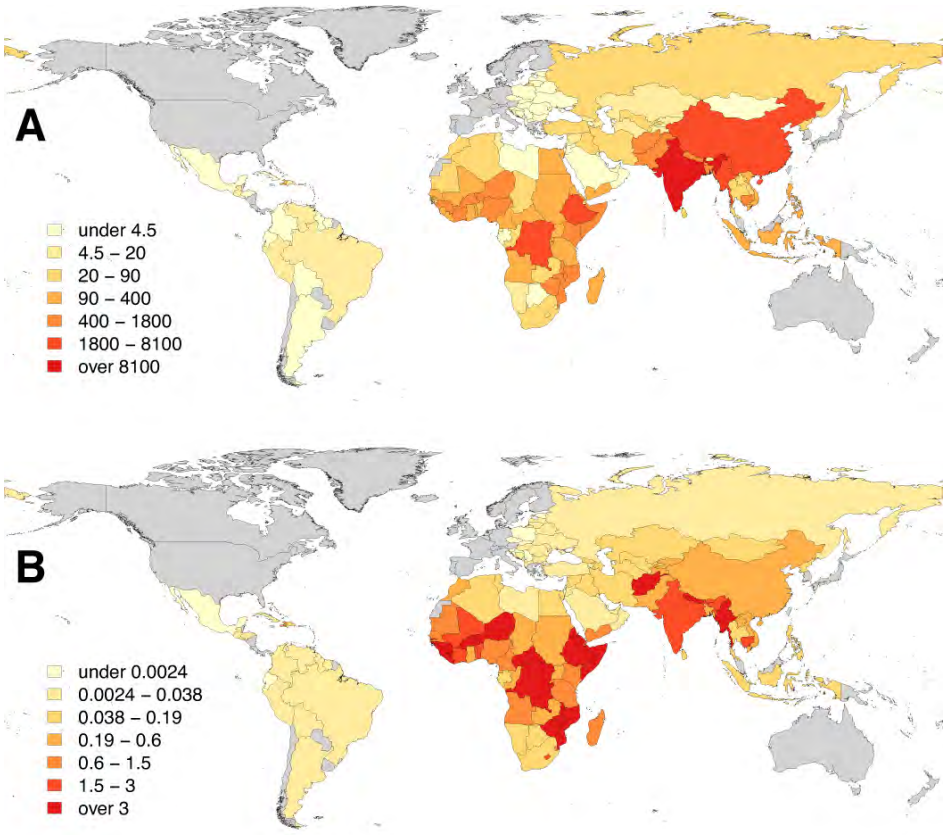 A
under 4.5
4.5 – 20
20 – 90
90 – 400
400 – 1800
1800 – 8100
over 8100
B
under 0.0024
0.0024 – 0.038
0.038 – 0.19
0.19 – 0.6
0.6 – 1.5
1.5 – 3
over 3